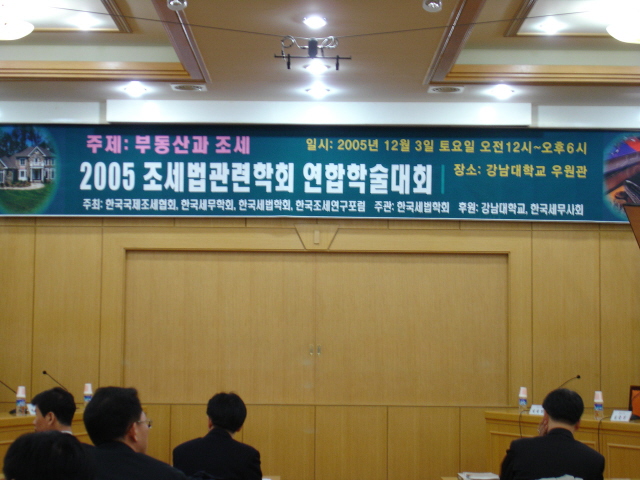 주제: 부동산과 조세
일시: 2005년 12월 3일 토요일 오전12시~오후6시
2005 조세법관련학회 연합학술대회
장소: 강남대학교 우원관
주최: 한국국제조세협회, 한국세무학회, 한국세법학회, 한국조세연구포럼 주관: 한국세법학회 후원: 강남대학교, 한국세무사회